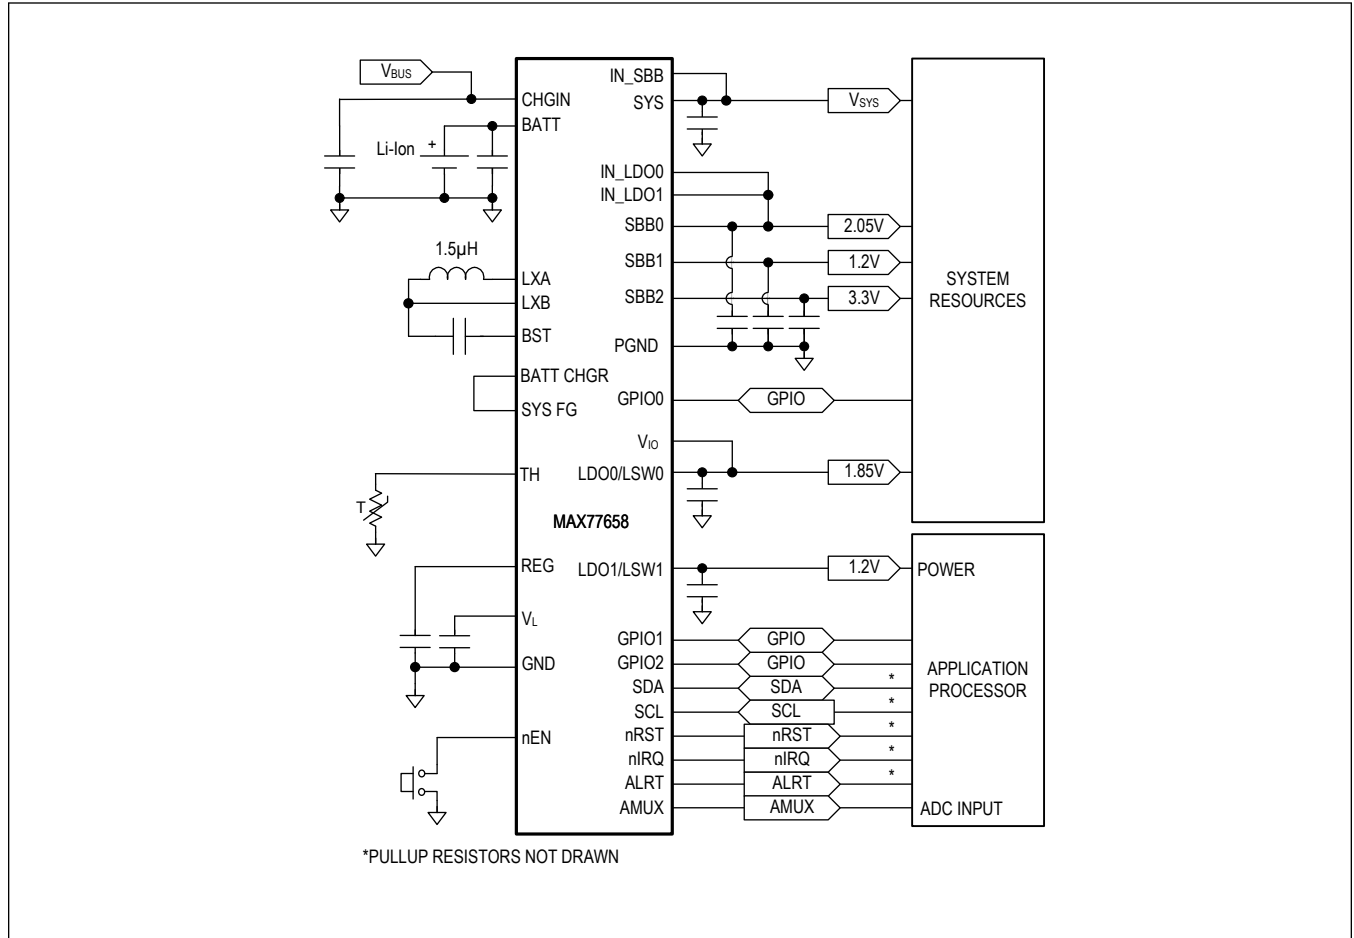 VBUS
CHGIN
BATT
Li-Ion
+
1.5µH
LXA
LXB
BST
BATT CHGR
SYS FG
TH
T
REG
VL
GND
nEN
MAX77658
IN_SBB
SYS
VSYS
IN_LDO0
IN_LDO1
SBB0
2.05V
SBB1
1.2V
SBB2
3.3V
PGND
GPIO0
GPIO
VIO
LDO0/LSW0
1.85V
SYSTEM
RESOURCES
LDO1/LSW1
1.2V
POWER
GPIO1
GPIO
GPIO2
GPIO
SDA
SDA
*
SCL
SCL
*
nRST
nRST
*
nIRQ
nIRQ
*
ALRT
ALRT
*
AMUX
AMUX
ADC INPUT
APPLICATION
PROCESSOR
*PULLUP RESISTORS NOT DRAWN